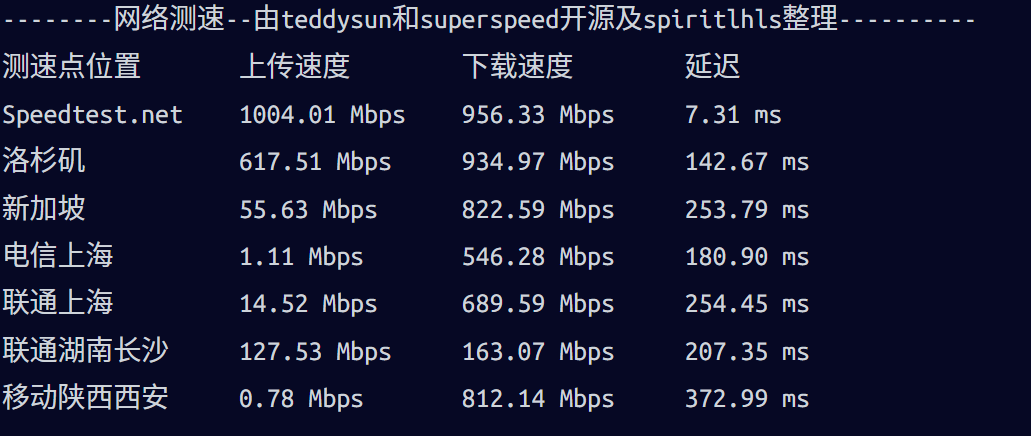 --------网络测速--由teddysun和superspeed开源及spiritlhls整理----------
测速点位置 上传速度 下载速度 延迟
Speedtest.net 1004.01 Mbps 956.33 Mbps 7.31 ms
洛杉矶 617.51 Mbps 934.97 Mbps 142.67 ms
新加坡 55.63 Mbps 822.59 Mbps 253.79 ms
电信上海 1.11 Mbps 546.28 Mbps 180.90 ms
联通上海 14.52 Mbps 689.59 Mbps 254.45 ms
联通湖南长沙 127.53 Mbps 163.07 Mbps 207.35 ms
移动陕西西安 0.78 Mbps 812.14 Mbps 372.99 ms